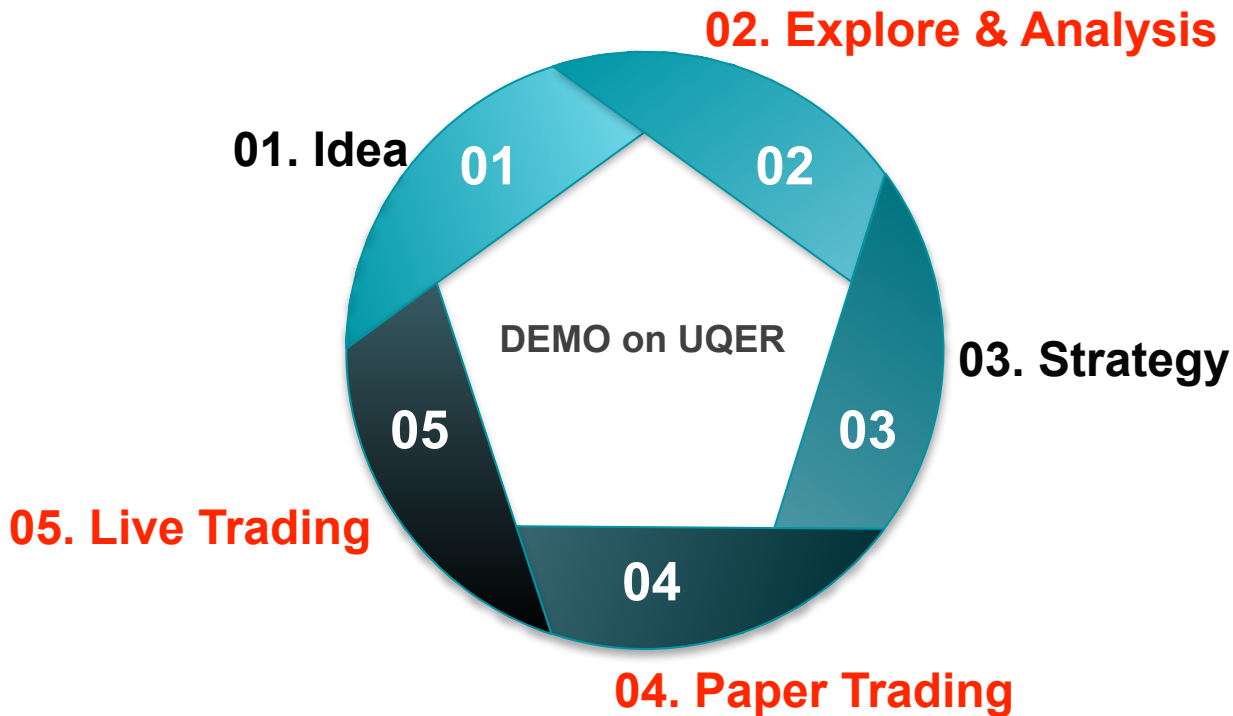 02. Explore & Analysis
01. Idea
01
02
DEMO on UQER
03. Strategy
05
03
05. Live Trading
04
04. Paper Trading